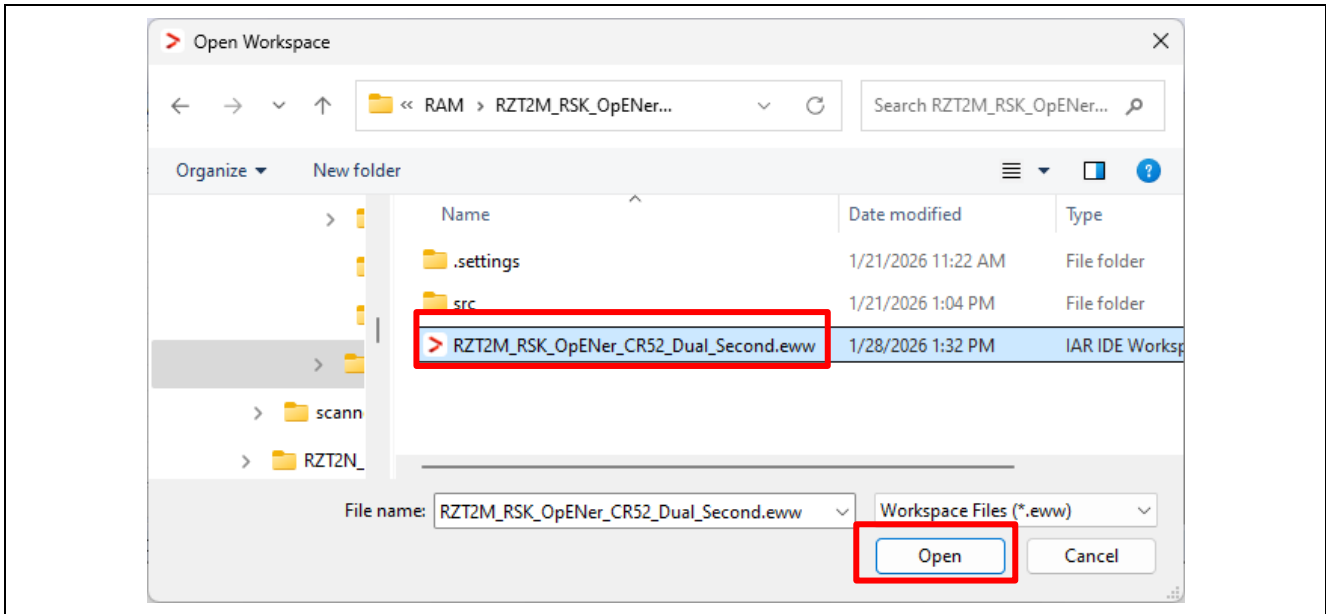 Open Workspace
« RAM > RZT2M_RSK_OpENer...
Search RZT2M_RSK_OpENer...
Organize
New folder
Name
Date modified
Type
.settings
1/21/2026 11:22 AM
File folder
src
1/21/2026 1:04 PM
File folder
RZT2M_RSK_OpENer_CR52_Dual_Second.eww
1/28/2026 1:32 PM
IAR IDE Worksp
scann
RZT2N_
File name:
RZT2M_RSK_OpENer_CR52_Dual_Second.eww
Workspace Files (*.eww)
Open
Cancel